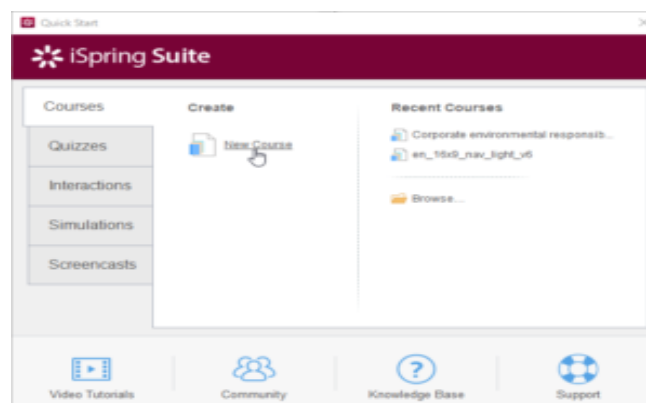 Quick Start
iSpring Suite
Courses
Quizzes
Interactions
Simulations
Screencasts
Create
New Course
Recent Courses
Corporate environmental responsib...
en_16x9_nav_light_v6
Browse...
Video Tutorials
Community
Knowledge Base
Support